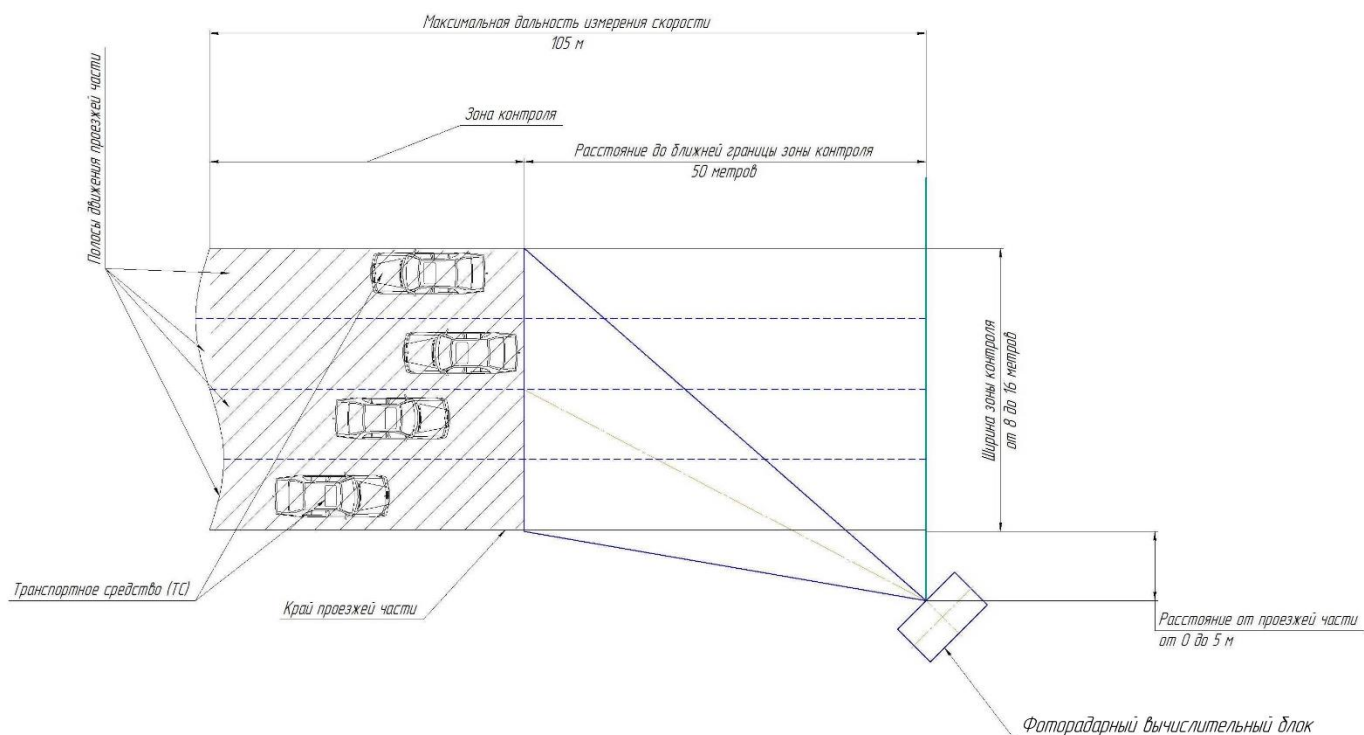 Максимальная дальность измерения скорости
105 м
Зона контроля
Расстояние до ближней границы зоны контроля
50 метров
Полосы движения проезжей части
Ширина зоны контроля
от 8 до 16 метров
Транспортное средство (ТС)
Край проезжей части
Расстояние от проезжей части
от 0 до 5 м
Фоторадарный вычислительный блок